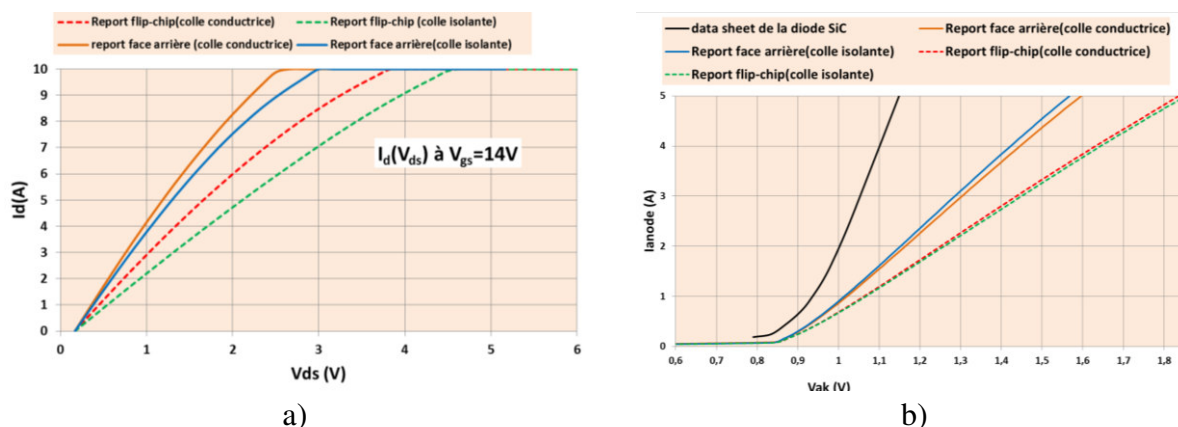 Report flip-chip(colle conductrice)
Report flip-chip (colle isolante)
report face arrière (colle conductrice)
Report face arrière(colle isolante)
10
9
8
7
6
5
4
3
2
1
0
Id(A)
Id(Vds) à Vgs=14V
0 1 2 3 4 5 6
Vds (V)
a)
data sheet de la diode SiC
Report face arrière(colle conductrice)
Report face arrière(colle isolante)
Report flip-chip(colle conductrice)
Report flip-chip(colle isolante)
5
4
3
2
1
0
Ianode (A)
0,6 0,7 0,8 0,9 1 1,1 1,2 1,3 1,4 1,5 1,6 1,7 1,8
Vak (V)
b)